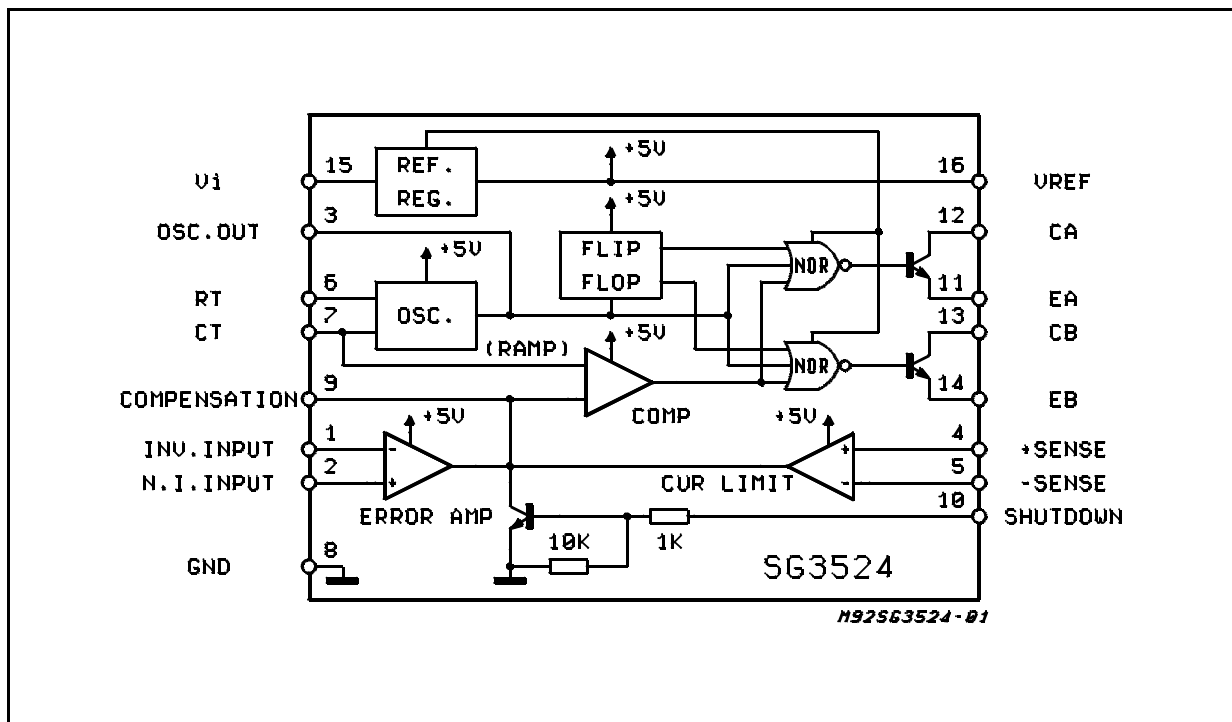 +5V
Vi 15 REF. REG. 16 VREF
+5V
OSC.OUT 3 12 CA
+5V FLIP FLOP NOR
RT 6 11 EA
CT 7 OSC. 13 CB
(RAMP) +5V
NOR
COMPENSATION 9 14 EB
COMP
+5V +5V
INV.INPUT 1 - + 4 +SENSE
N.I.INPUT 2 + - 5 -SENSE
CUR LIMIT
ERROR AMP 10 SHUTDOWN
10K 1K
GND 8 SG3524
M92SG3524-01